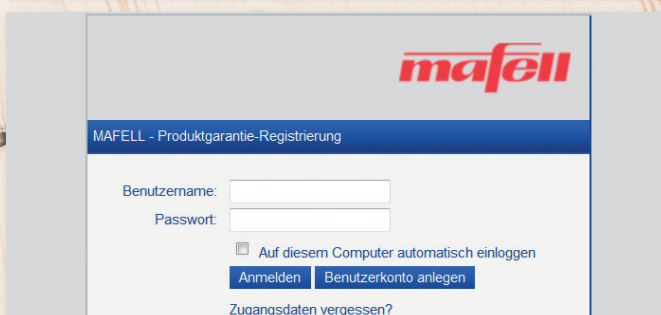 mafell
MAFELL - Produktgarantie-Registrierung
Benutzername:
Passwort:
Auf diesem Computer automatisch einloggen
Anmelden Benutzerkonto anlegen
Zugangsdaten vergessen?